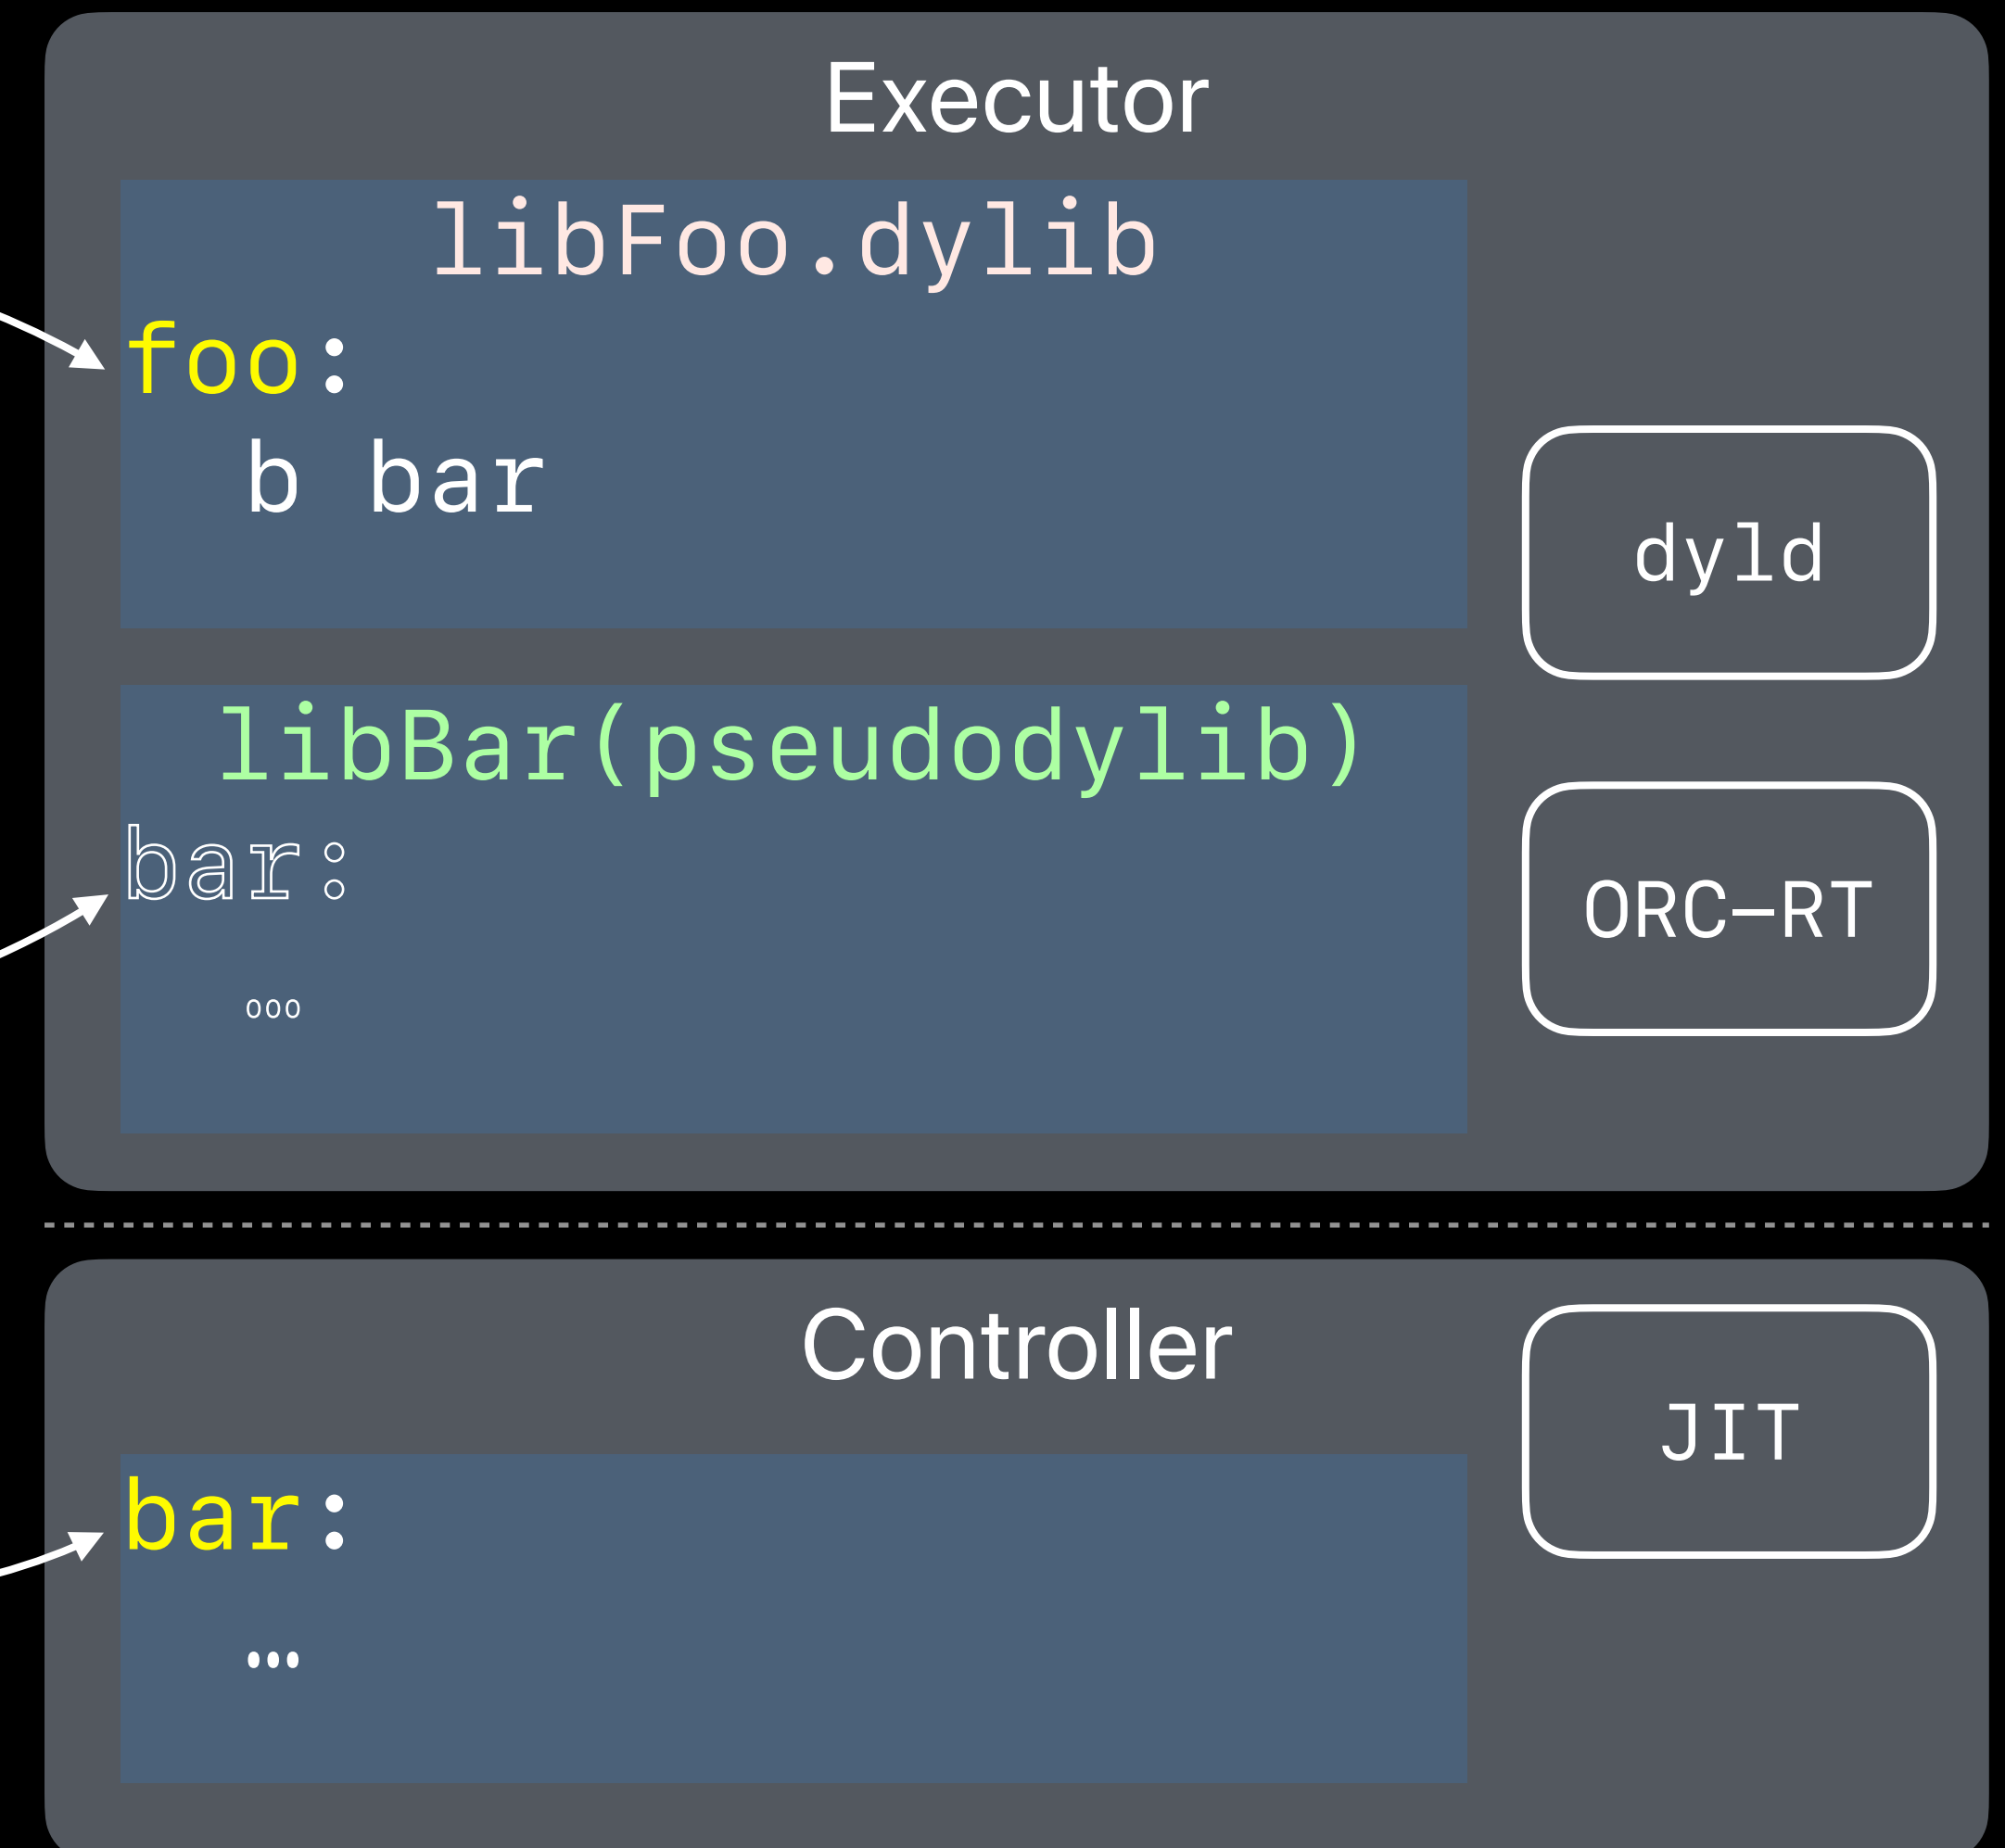 Executor
libFoo.dylib
foo:
b bar
dyld
libBar(pseudodylib)
bar:
…
ORC-RT
Controller
JIT
bar:
…